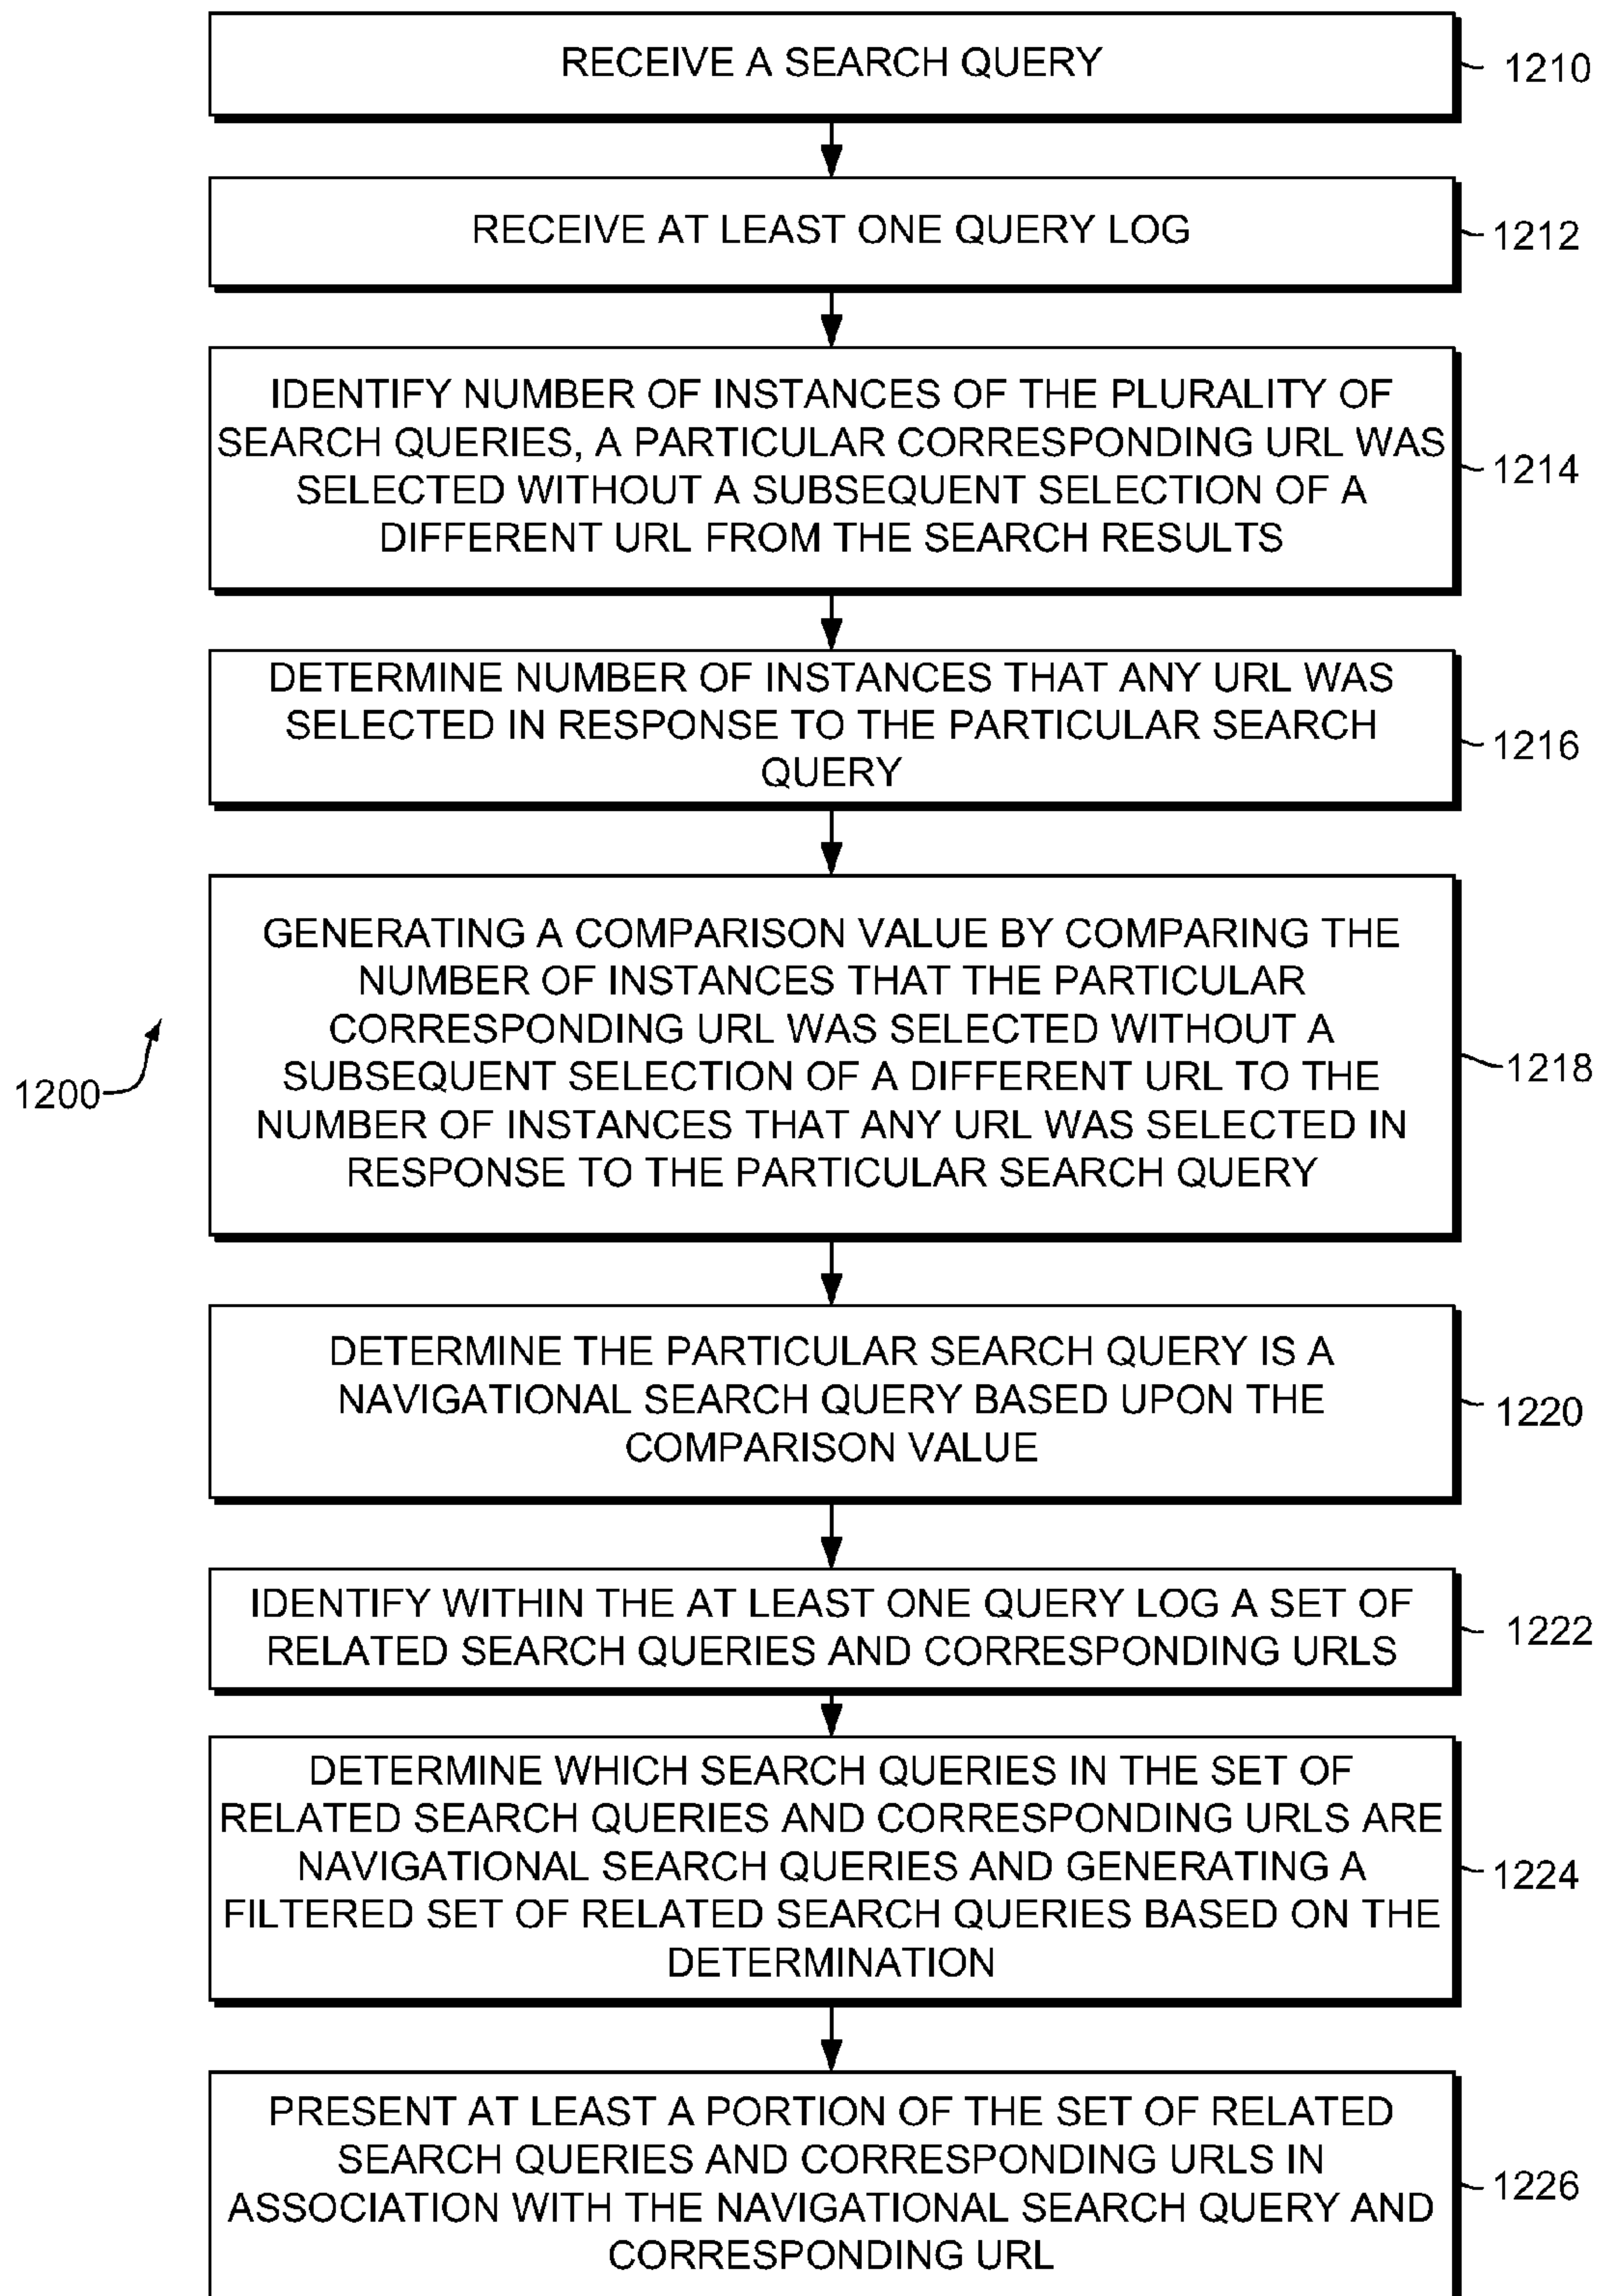 RECEIVE A SEARCH QUERY
1210
RECEIVE AT LEAST ONE QUERY LOG
1212
IDENTIFY NUMBER OF INSTANCES OF THE PLURALITY OF
SEARCH QUERIES, A PARTICULAR CORRESPONDING URL WAS
SELECTED WITHOUT A SUBSEQUENT SELECTION OF A
DIFFERENT URL FROM THE SEARCH RESULTS
1214
DETERMINE NUMBER OF INSTANCES THAT ANY URL WAS
SELECTED IN RESPONSE TO THE PARTICULAR SEARCH
QUERY
1216
GENERATING A COMPARISON VALUE BY COMPARING THE
NUMBER OF INSTANCES THAT THE PARTICULAR
CORRESPONDING URL WAS SELECTED WITHOUT A
SUBSEQUENT SELECTION OF A DIFFERENT URL TO THE
NUMBER OF INSTANCES THAT ANY URL WAS SELECTED IN
RESPONSE TO THE PARTICULAR SEARCH QUERY
1218
1200
DETERMINE THE PARTICULAR SEARCH QUERY IS A
NAVIGATIONAL SEARCH QUERY BASED UPON THE
COMPARISON VALUE
1220
IDENTIFY WITHIN THE AT LEAST ONE QUERY LOG A SET OF
RELATED SEARCH QUERIES AND CORRESPONDING URLS
1222
DETERMINE WHICH SEARCH QUERIES IN THE SET OF
RELATED SEARCH QUERIES AND CORRESPONDING URLS ARE
NAVIGATIONAL SEARCH QUERIES AND GENERATING A
FILTERED SET OF RELATED SEARCH QUERIES BASED ON THE
DETERMINATION
1224
PRESENT AT LEAST A PORTION OF THE SET OF RELATED
SEARCH QUERIES AND CORRESPONDING URLS IN
ASSOCIATION WITH THE NAVIGATIONAL SEARCH QUERY AND
CORRESPONDING URL
1226